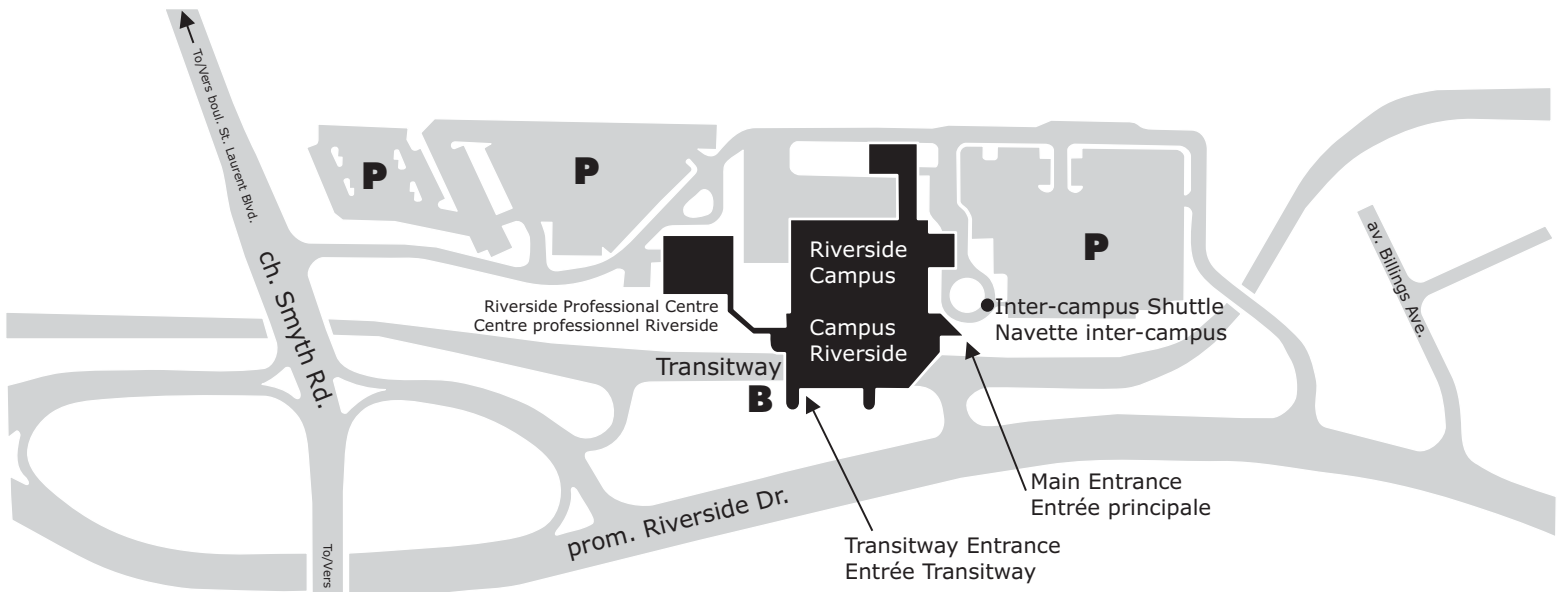 To/Vers boul. St. Laurent Blvd.
P
P
P
ch. Smyth Rd.
Riverside
Campus
Campus
Riverside
Riverside Professional Centre
Centre professionnel Riverside
Inter-campus Shuttle
Navette inter-campus
av. Billings Ave.
Transitway
B
Main Entrance
Entrée principale
prom. Riverside Dr.
Transitway Entrance
Entrée Transitway
To/Vers